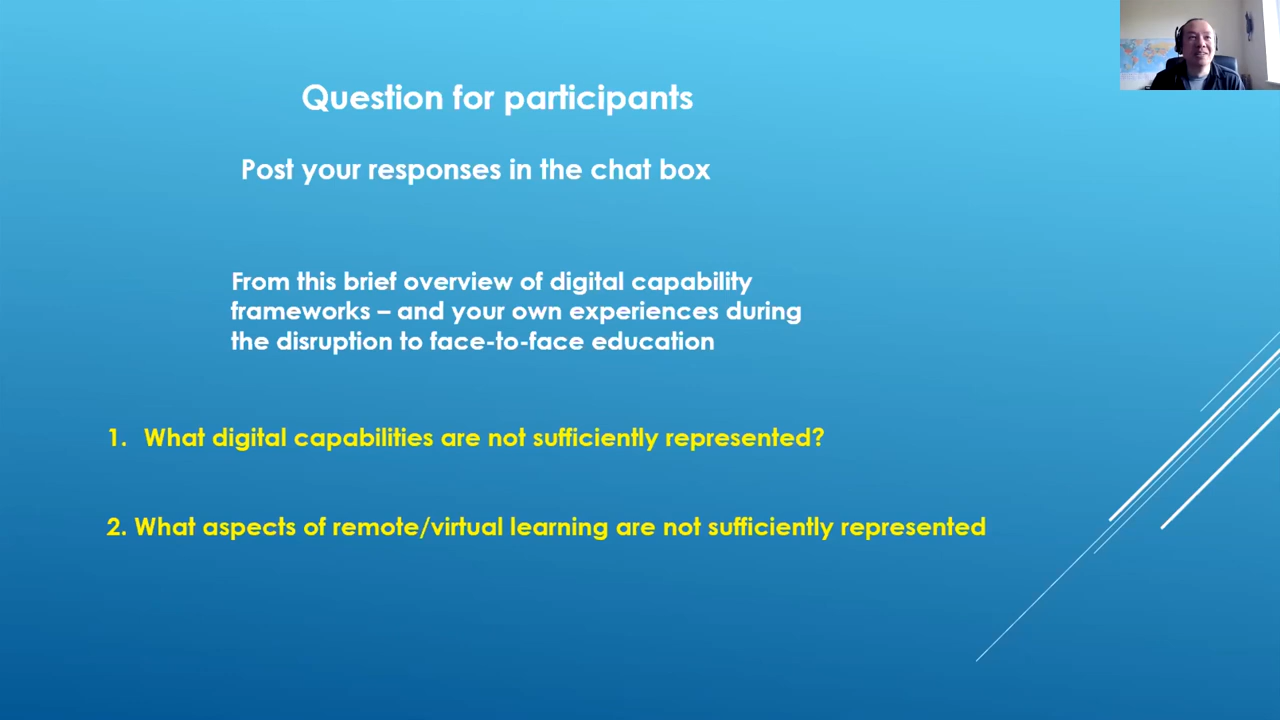 Question for participants
Post your responses in the chat box
From this brief overview of digital capability
frameworks – and your own experiences during
the disruption to face-to-face education
1. What digital capabilities are not sufficiently represented?
2. What aspects of remote/virtual learning are not sufficiently represented